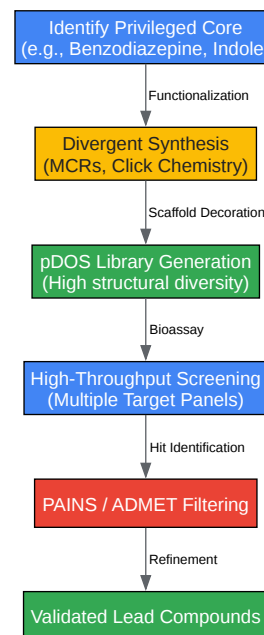 Identify Privileged Core
(e.g., Benzodiazepine, Indole
Functionalization
Divergent Synthesis
(MCRs, Click Chemistry)
Scaffold Decoration
pDOS Library Generation
(High structural diversity)
Bioassay
High-Throughput Screening
(Multiple Target Panels)
Hit Identification
PAINS / ADMET Filtering
Refinement
Validated Lead Compounds